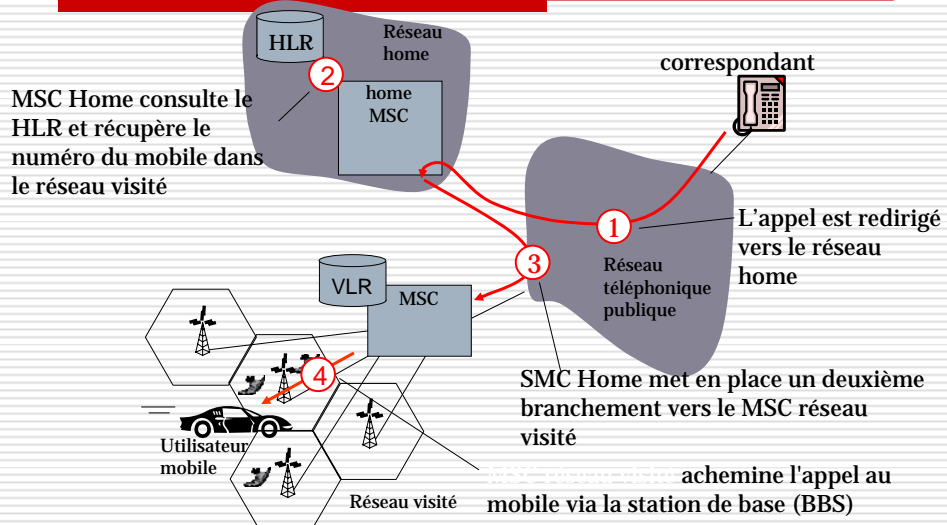 HLR
Réseau
home
2
home
MSC
MSC Home consulte le
HLR et récupère le
numéro du mobile dans
le réseau visité
correspondant
1
L'appel est redirigé
vers le réseau
home
3
Réseau
téléphonique
publique
VLR
MSC
4
SMC Home met en place un deuxième
branchement vers le MSC réseau
visité
Utilisateur
mobile
Réseau visité
MSC réseau visité achemine l'appel au
mobile via la station de base (BBS)